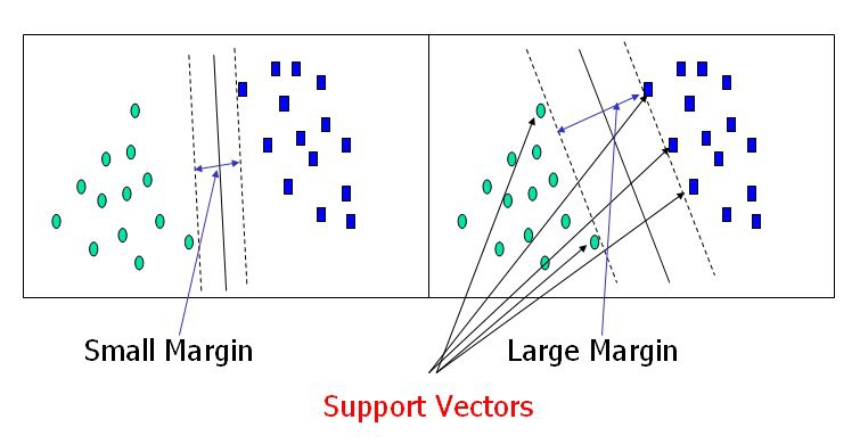 Small Margin
Large Margin
Support Vectors